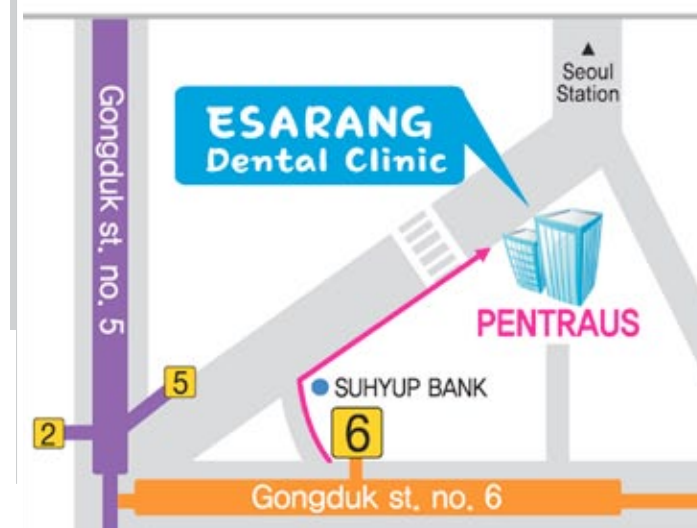 ▲
Seoul
Station
ESARANG
Dental Clinic
Gongduk st. no. 5
PENTRAUS
5
SUHYUP BANK
2
6
Gongduk st. no. 6